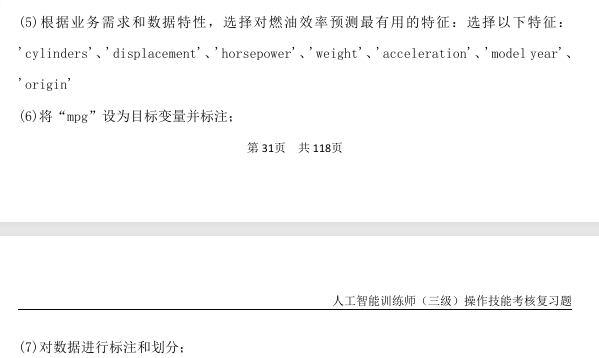 (5)根据业务需求和数据特性，选择对燃油效率预测最有用的特征：选择以下特征：
'cylinders'、'displacement'、'horsepower'、'weight'、'acceleration'、'model year'、
'origin'
(6)将“mpg”设为目标变量并标注；
第 31页 共 118页
人工智能训练师（三级）操作技能考核复习题
(7)对数据进行标注和划分；